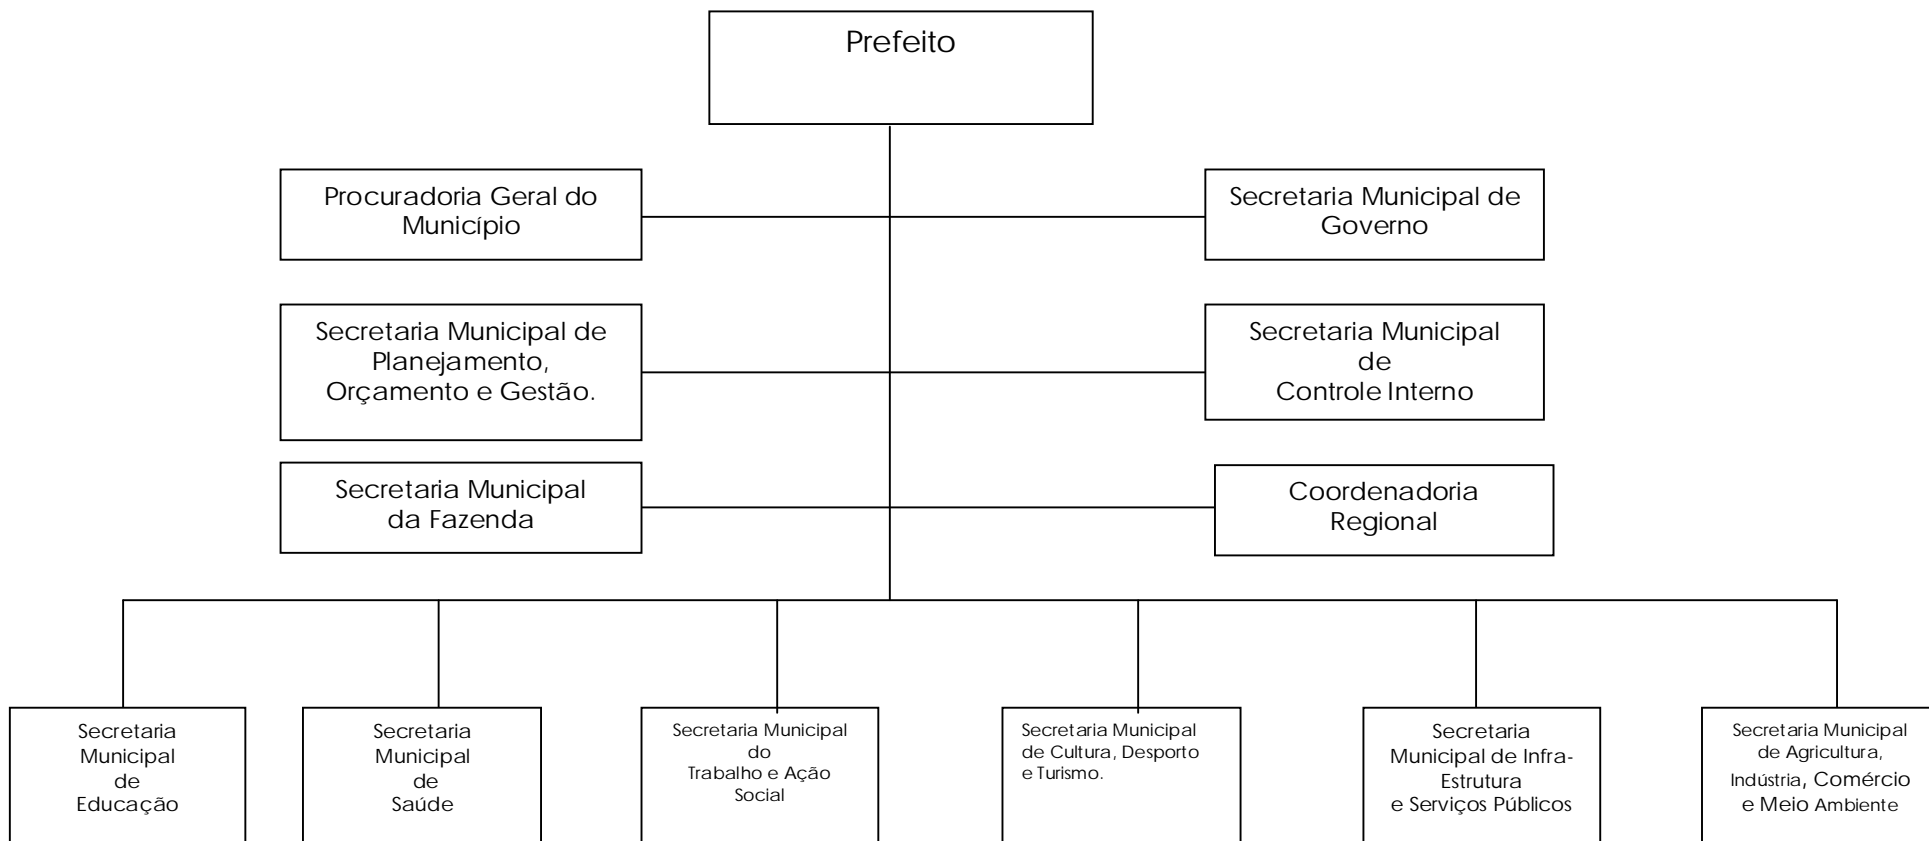 Prefeito
Procuradoria Geral do
Município
Secretaria Municipal de
Governo
Secretaria Municipal de
Planejamento,
Orçamento e Gestão.
Secretaria Municipal
de
Controle Interno
Secretaria Municipal
da Fazenda
Coordenadoria
Regional
Secretaria
Municipal
de
Educação
Secretaria
Municipal
de
Saúde
Secretaria Municipal
do
Trabalho e Ação
Social
Secretaria Municipal
de Cultura, Desporto
e Turismo.
Secretaria
Municipal de Infra-
Estrutura
e Serviços Públicos
Secretaria Municipal
de Agricultura,
Indústria, Comércio
e Meio Ambiente